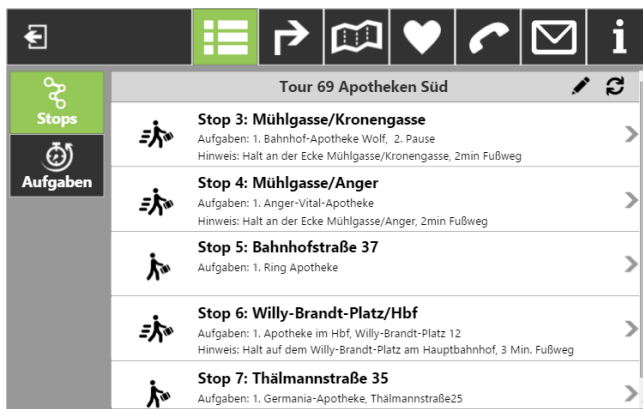 Tour 69 Apotheken Süd
Stops
Aufgaben
Stop 3: Mühlgasse/Kronengasse
Aufgaben: 1. Bahnhof-Apotheke Wolf, 2. Pause
Hinweis: Halt an der Ecke Mühlgasse/Kronengasse, 2min Fußweg
Stop 4: Mühlgasse/Anger
Aufgaben: 1. Anger-Vital-Apotheke
Hinweis: Halt an der Ecke Mühlgasse/Anger, 2min Fußweg
Stop 5: Bahnhofstraße 37
Aufgaben: 1. Ring Apotheke
Stop 6: Willy-Brandt-Platz/Hbf
Aufgaben: 1. Apotheke im Hbf, Willy-Brandt-Platz 12
Hinweis: Halt auf dem Willy-Brandt-Platz am Hauptbahnhof, 3 Min. Fußweg
Stop 7: Thälmannstraße 35
Aufgaben: 1. Germania-Apotheke, Thälmannstraße25